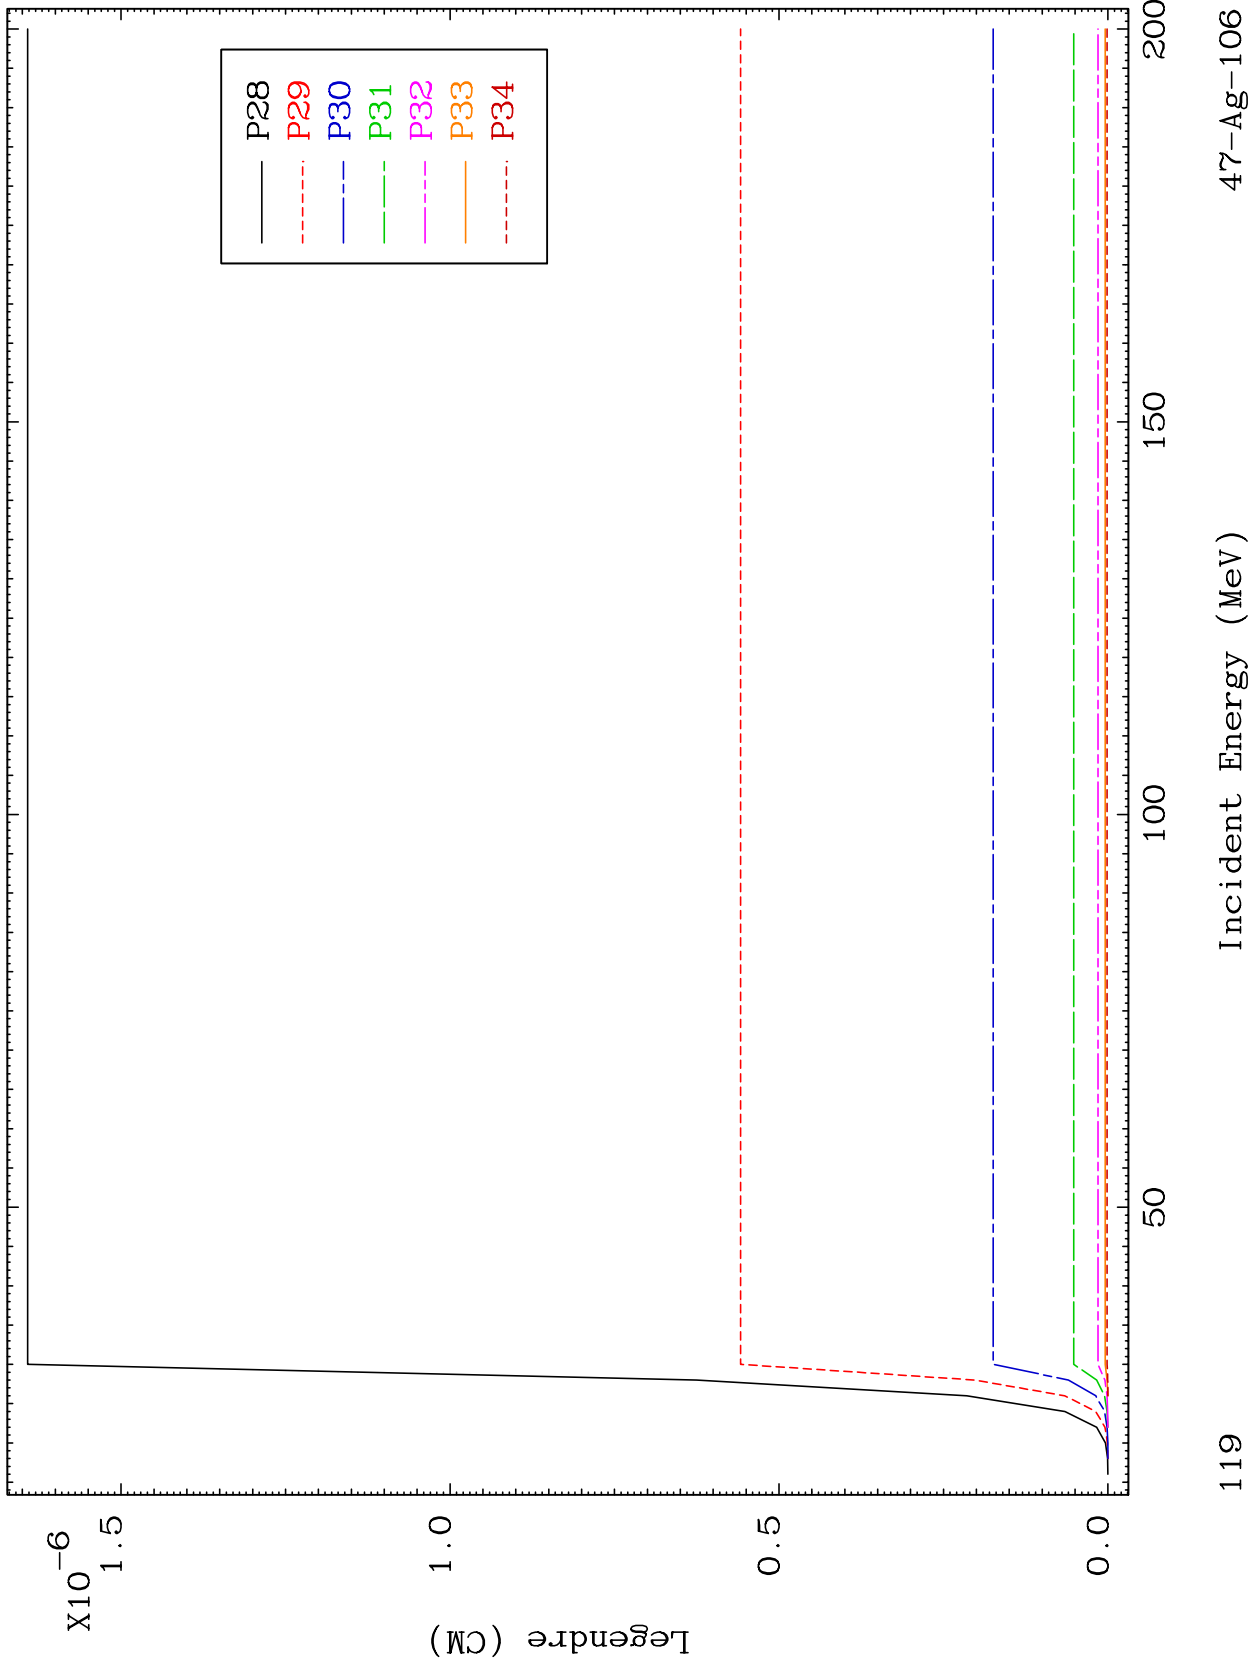 X10⁻⁶
1.5
1.0
0.5
0.0
Legendre (CM)
P28
P29
P30
P31
P32
P33
P34
50
100
150
200
Incident Energy (MeV)
119
47-Ag-106